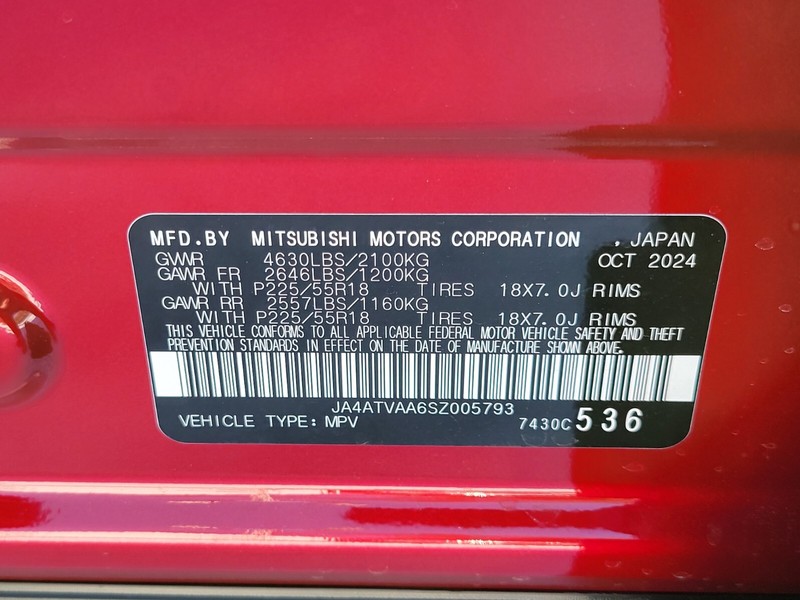 MFD.BY MITSUBISHI MOTORS CORPORATION . JAPAN
GVWR 4630LBS/2100KG OCT 2024
GAWR FR 2646LBS/1200KG
WITH P225/55R18 TIRES 18X7.0J RIMS
GAWR RR 2557LBS/1160KG
WITH P225/55R18 TIRES 18X7.0J RIMS
THIS VEHICLE CONFORMS TO ALL APPLICABLE FEDERAL MOTOR VEHICLE SAFETY AND THEFT
PREVENTION STANDARDS IN EFFECT ON THE DATE OF MANUFACTURE SHOWN ABOVE.
JA4ATVAA6SZ005793
VEHICLE TYPE: MPV 7430C 536